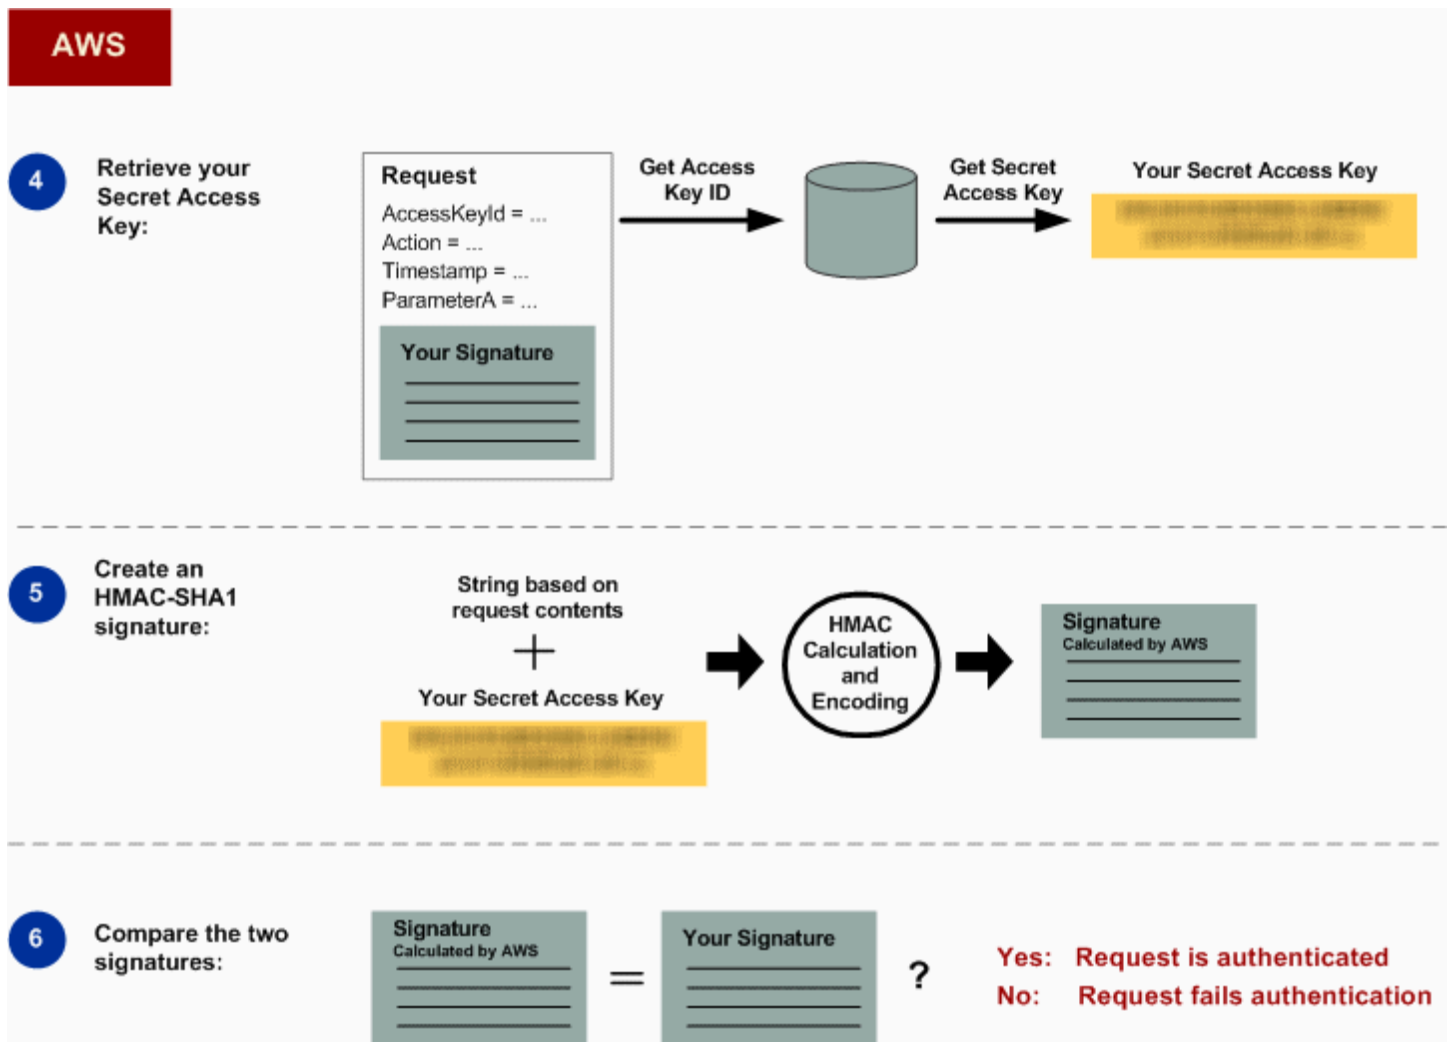 AWS
4
Retrieve your
Secret Access
Key:
Request
AccessKeyId = ...
Action = ...
Timestamp = ...
ParameterA = ...
Your Signature
Get Access
Key ID
Get Secret
Access Key
Your Secret Access Key
5
Create an
HMAC-SHA1
signature:
String based on
request contents
+
Your Secret Access Key
HMAC
Calculation
and
Encoding
Signature
Calculated by AWS
6
Compare the two
signatures:
Signature
Calculated by AWS
=
Your Signature
?
Yes: Request is authenticated
No: Request fails authentication